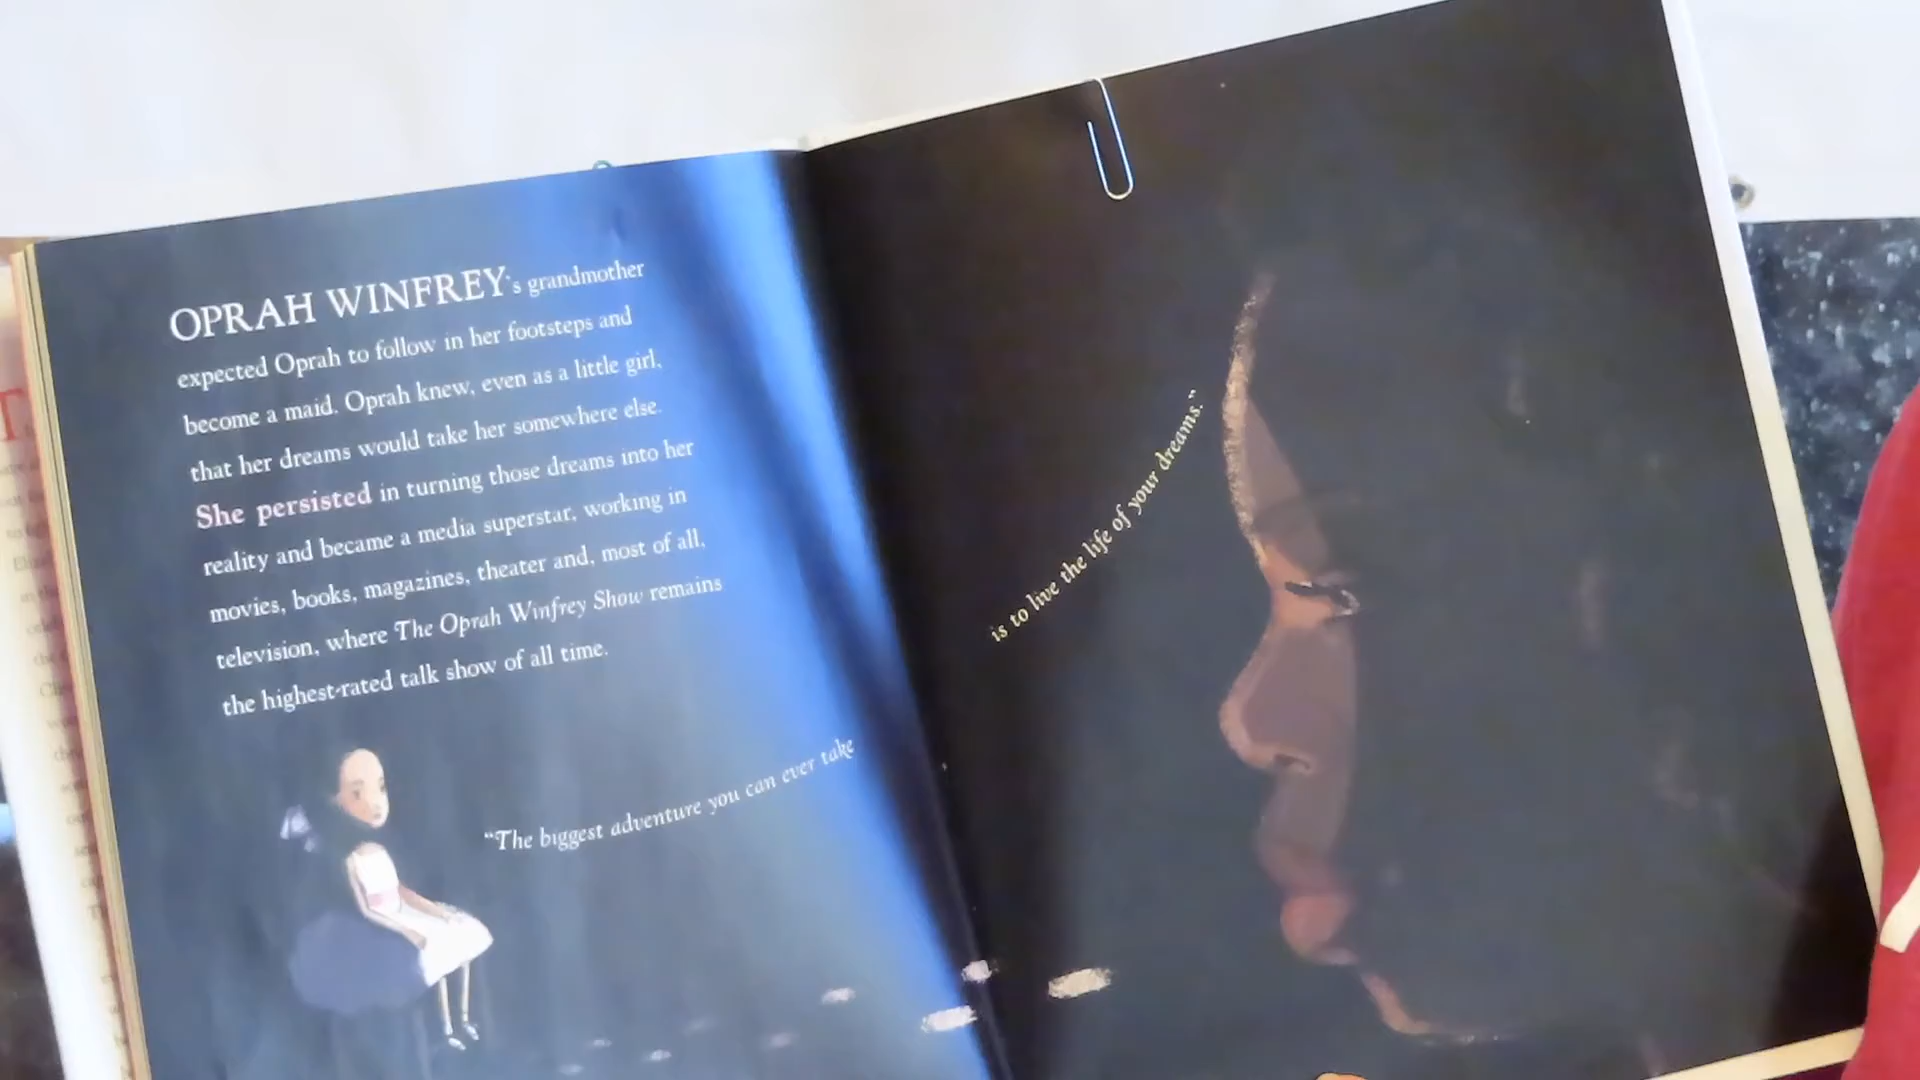 OPRAH WINFREY's grandmother
expected Oprah to follow in her footsteps and
become a maid. Oprah knew, even as a little girl,
that her dreams would take her somewhere else.
She persisted in turning those dreams into her
reality and became a media superstar, working in
movies, books, magazines, theater and, most of all,
television, where The Oprah Winfrey Show remains
the highest-rated talk show of all time.
“The biggest adventure you can ever take
is to live the life of your dreams.”